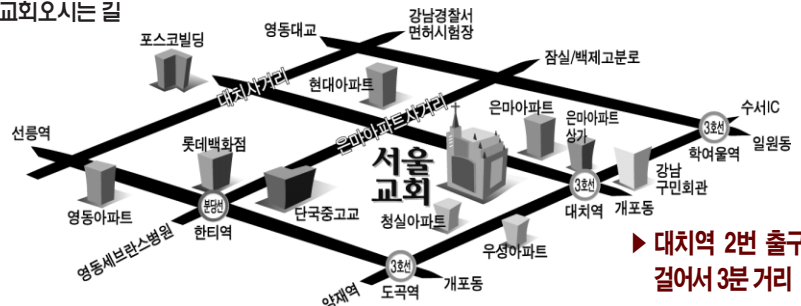 교회오시는 길
영동대교
강남경찰서
면허시험장
포스코빌딩
잠실/백제고분로
현대아파트
대치사거리
은마아파트
은마아파트
상가
수서IC
3호선
학여울역
일원동
선릉역
은마아파트사거리
롯데백화점
서울
교회
강남
구민회관
3호선
대치역
개포동
영동아파트
분당선
한티역
단국중고교
청실아파트
우성아파트
영동세브란스병원
3호선
도곡역
개포동
▶ 대치역 2번 출구
걸어서 3분 거리